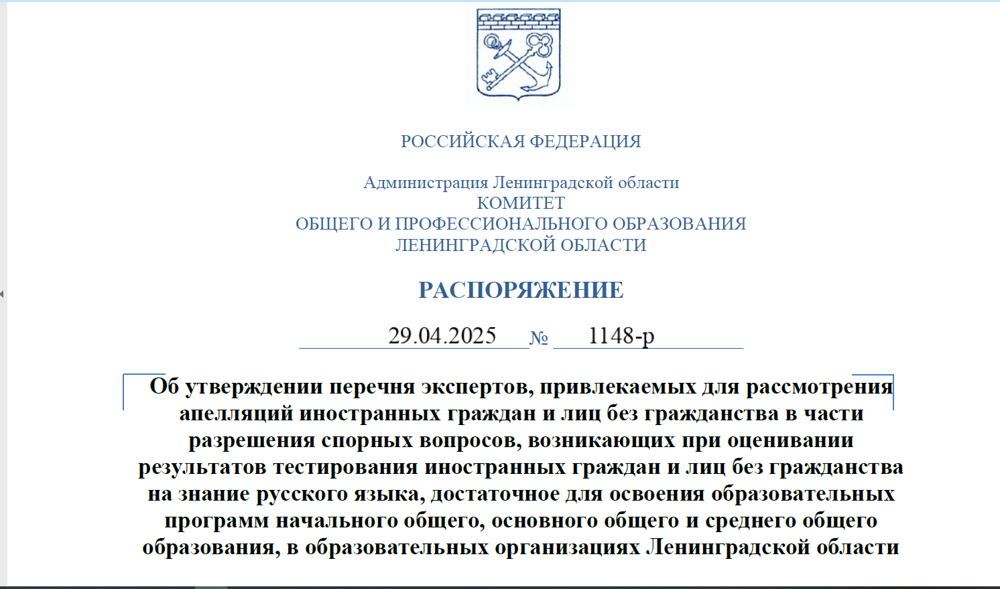 РОССИЙСКАЯ ФЕДЕРАЦИЯ
Администрация Ленинградской области
КОМИТЕТ
ОБЩЕГО И ПРОФЕССИОНАЛЬНОГО ОБРАЗОВАНИЯ
ЛЕНИНГРАДСКОЙ ОБЛАСТИ
РАСПОРЯЖЕНИЕ
29.04.2025 № 1148-р
Об утверждении перечня экспертов, привлекаемых для рассмотрения
апелляций иностранных граждан и лиц без гражданства в части
разрешения спорных вопросов, возникающих при оценивании
результатов тестирования иностранных граждан и лиц без гражданства
на знание русского языка, достаточное для освоения образовательных
программ начального общего, основного общего и среднего общего
образования, в образовательных организациях Ленинградской области